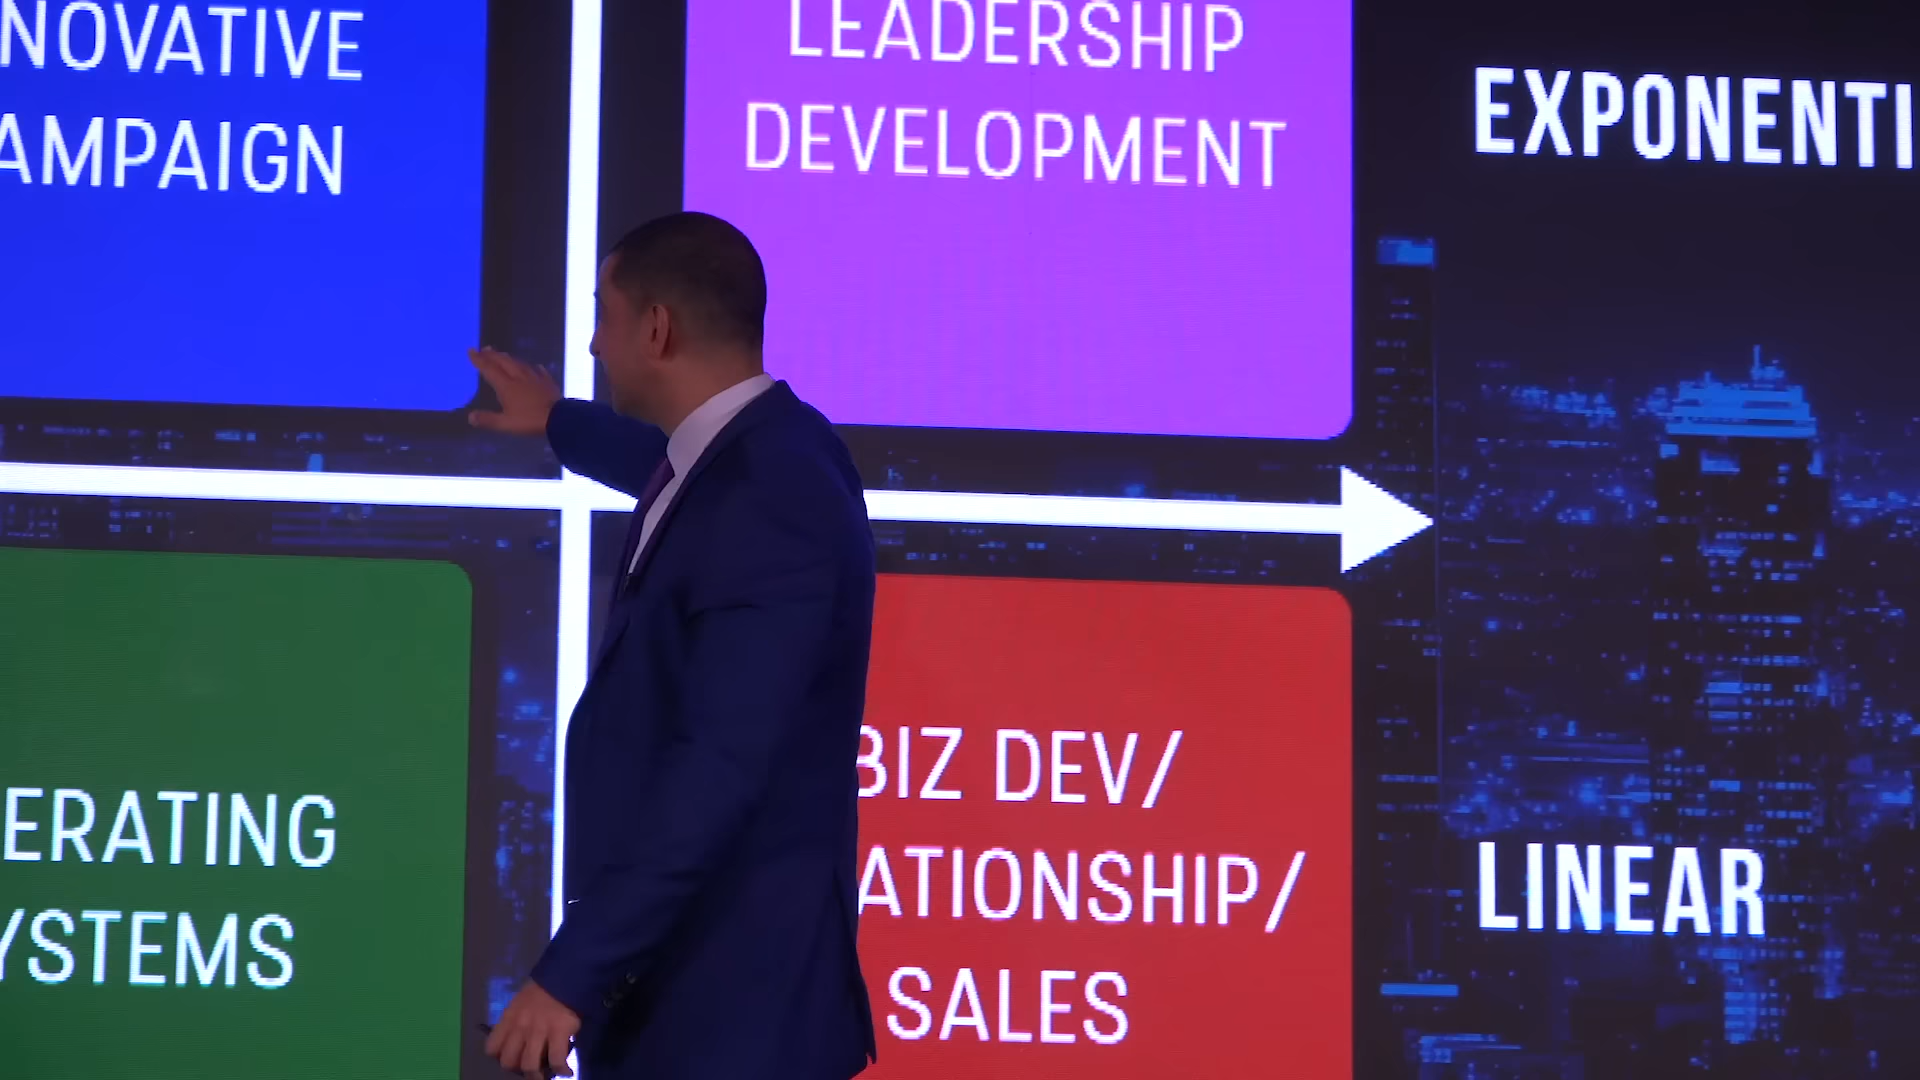 NOVATIVE
AMPAIGN
LEADERSHIP
DEVELOPMENT
EXPONENTI
ERATING
YSTEMS
BIZ DEV/
ATIONSHIP/
SALES
LINEAR